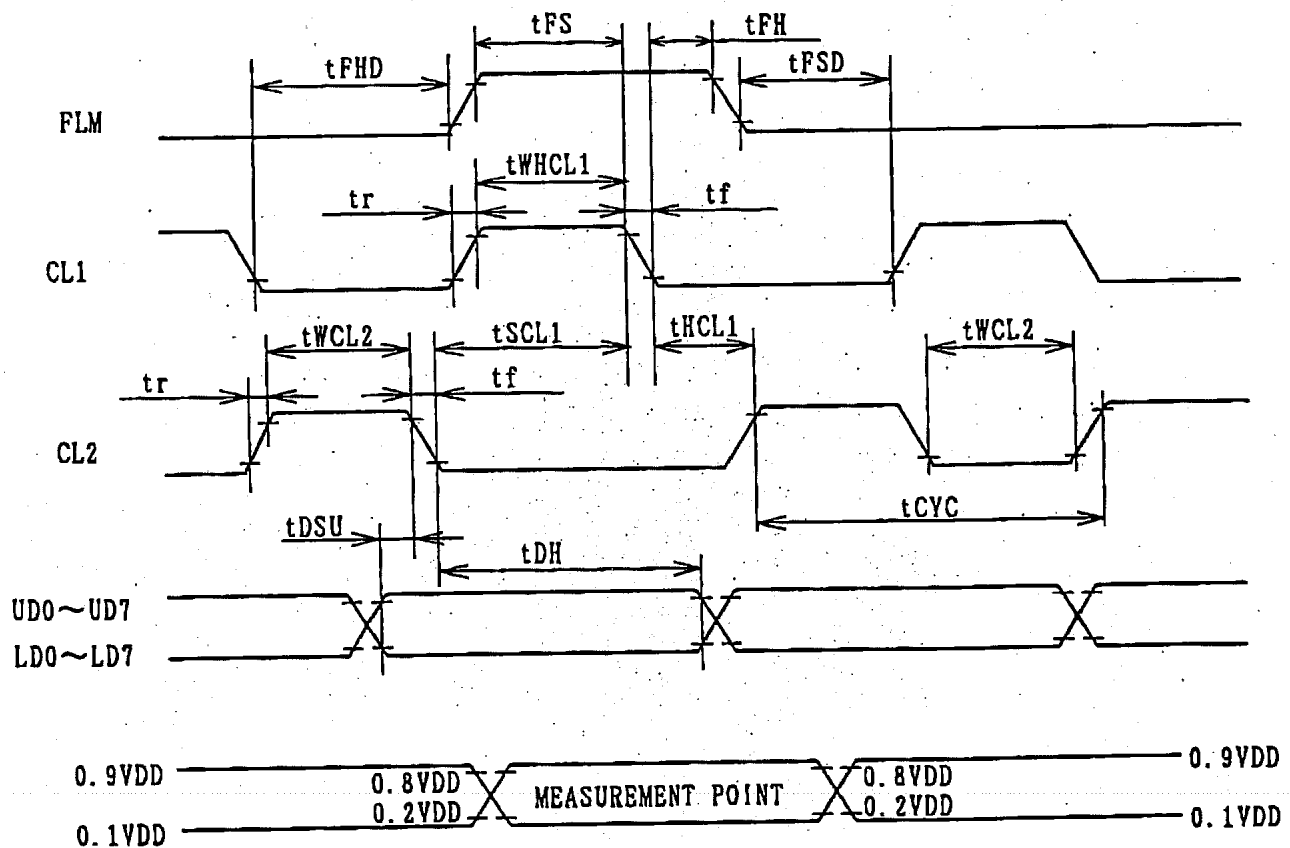 tFS
tFH
tFHD
tFSD
FLM
tWHCL1
tr
tf
CL1
tWCL2
tSCL1
tHCL1
tWCL2
tr
tf
CL2
tCYC
tDSU
tDH
UD0～UD7
LD0～LD7
0.9VDD
0.8VDD
MEASUREMENT POINT
0.8VDD
0.9VDD
0.2VDD
0.2VDD
0.1VDD
0.1VDD